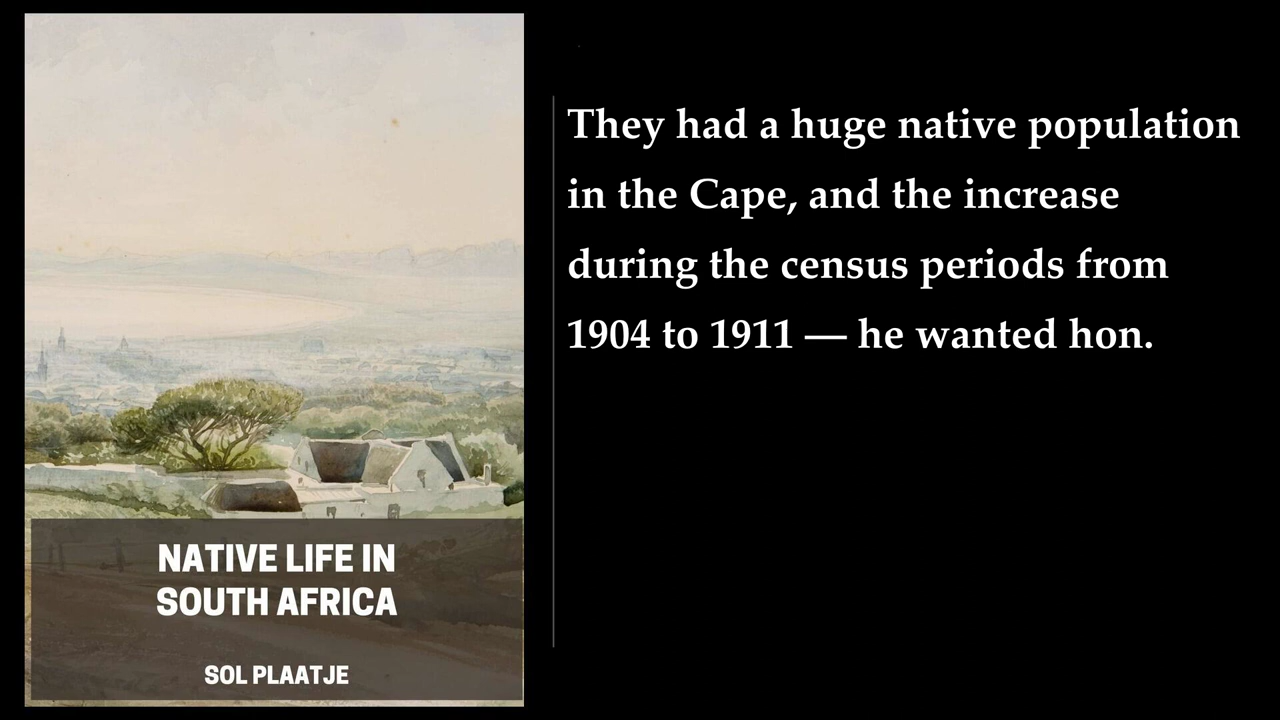 They had a huge native population
in the Cape, and the increase
during the census periods from
1904 to 1911 — he wanted hon.
NATIVE LIFE IN
SOUTH AFRICA
SOL PLAATJE